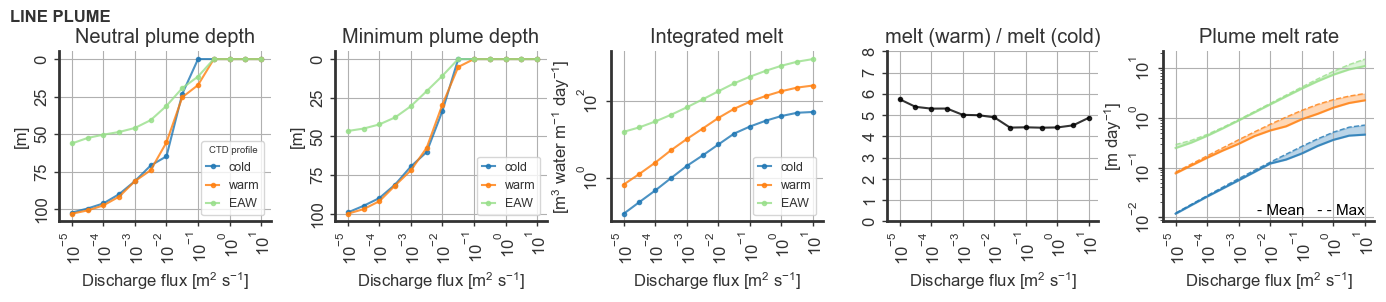 LINE PLUME
Neutral plume depth
0
25
50
75
100
[m]
CTD profile
cold
warm
EAW
10⁻⁵
10⁻⁴
10⁻³
10⁻²
10⁻¹
10⁰
10¹
Discharge flux [m² s⁻¹]
Minimum plume depth
0
25
50
75
100
[m]
cold
warm
EAW
10⁻⁵
10⁻⁴
10⁻³
10⁻²
10⁻¹
10⁰
10¹
Discharge flux [m² s⁻¹]
Integrated melt
10²
10⁰
[m³ water m⁻¹ day⁻¹]
cold
warm
EAW
10⁻⁵
10⁻⁴
10⁻³
10⁻²
10⁻¹
10⁰
10¹
Discharge flux [m² s⁻¹]
melt (warm) / melt (cold)
8
7
6
5
4
3
2
1
0
10⁻⁵
10⁻⁴
10⁻³
10⁻²
10⁻¹
10⁰
10¹
Discharge flux [m² s⁻¹]
Plume melt rate
10¹
10⁰
10⁻¹
10⁻²
[m day⁻¹]
- Mean -- Max
10⁻⁵
10⁻⁴
10⁻³
10⁻²
10⁻¹
10⁰
10¹
Discharge flux [m² s⁻¹]